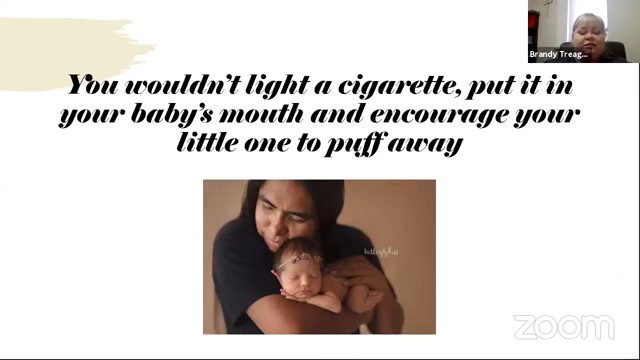 Brandy Treag...
You wouldn't light a cigarette, put it in
your baby's mouth and encourage your
little one to puff away
zoom